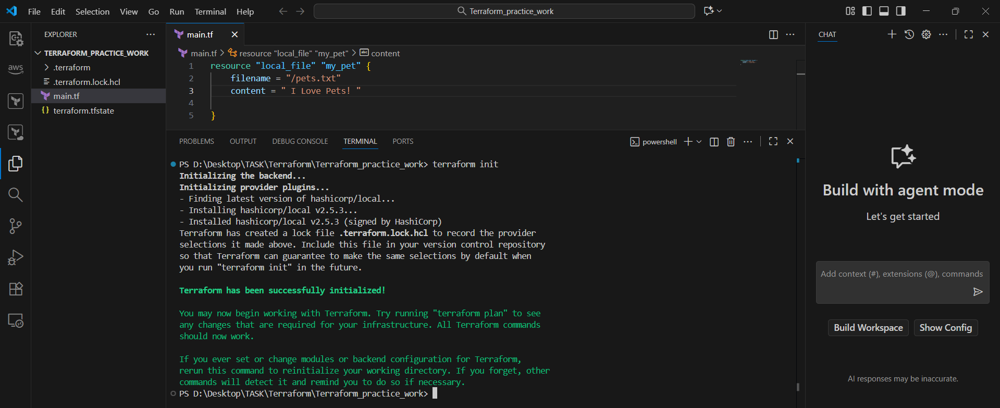 File Edit Selection View Go Run Terminal Help
Terraform_practice_work
EXPLORER
TERRAFORM_PRACTICE_WORK
.terraform
.terraform.lock.hcl
main.tf
terraform.tfstate
aws
main.tf
main.tf > resource "local_file" "my_pet" > abc content
1 resource "local_file" "my_pet" {
2 filename = "/pets.txt"
3 content = " I Love Pets! "
4
5 }
PROBLEMS OUTPUT DEBUG CONSOLE TERMINAL PORTS
powershell
PS D:\Desktop\TASK\Terraform\Terraform_practice_work> terraform init
Initializing the backend...
Initializing provider plugins...
- Finding latest version of hashicorp/local...
- Installing hashicorp/local v2.5.3...
- Installed hashicorp/local v2.5.3 (signed by HashiCorp)
Terraform has created a lock file .terraform.lock.hcl to record the provider
selections it made above. Include this file in your version control repository
so that Terraform can guarantee to make the same selections by default when
you run "terraform init" in the future.
Terraform has been successfully initialized!
You may now begin working with Terraform. Try running "terraform plan" to see
any changes that are required for your infrastructure. All Terraform commands
should now work.
If you ever set or change modules or backend configuration for Terraform,
rerun this command to reinitialize your working directory. If you forget, other
commands will detect it and remind you to do so if necessary.
PS D:\Desktop\TASK\Terraform\Terraform_practice_work>
CHAT
Build with agent mode
Let's get started
Add context (#), extensions (@), commands
Build Workspace Show Config
AI responses may be inaccurate.